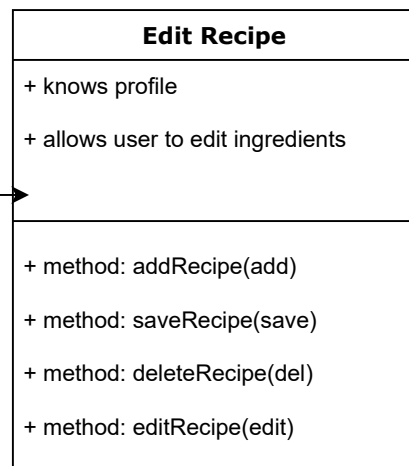 Edit Recipe
+ knows profile
+ allows user to edit ingredients
+ method: addRecipe(add)
+ method: saveRecipe(save)
+ method: deleteRecipe(del)
+ method: editRecipe(edit)